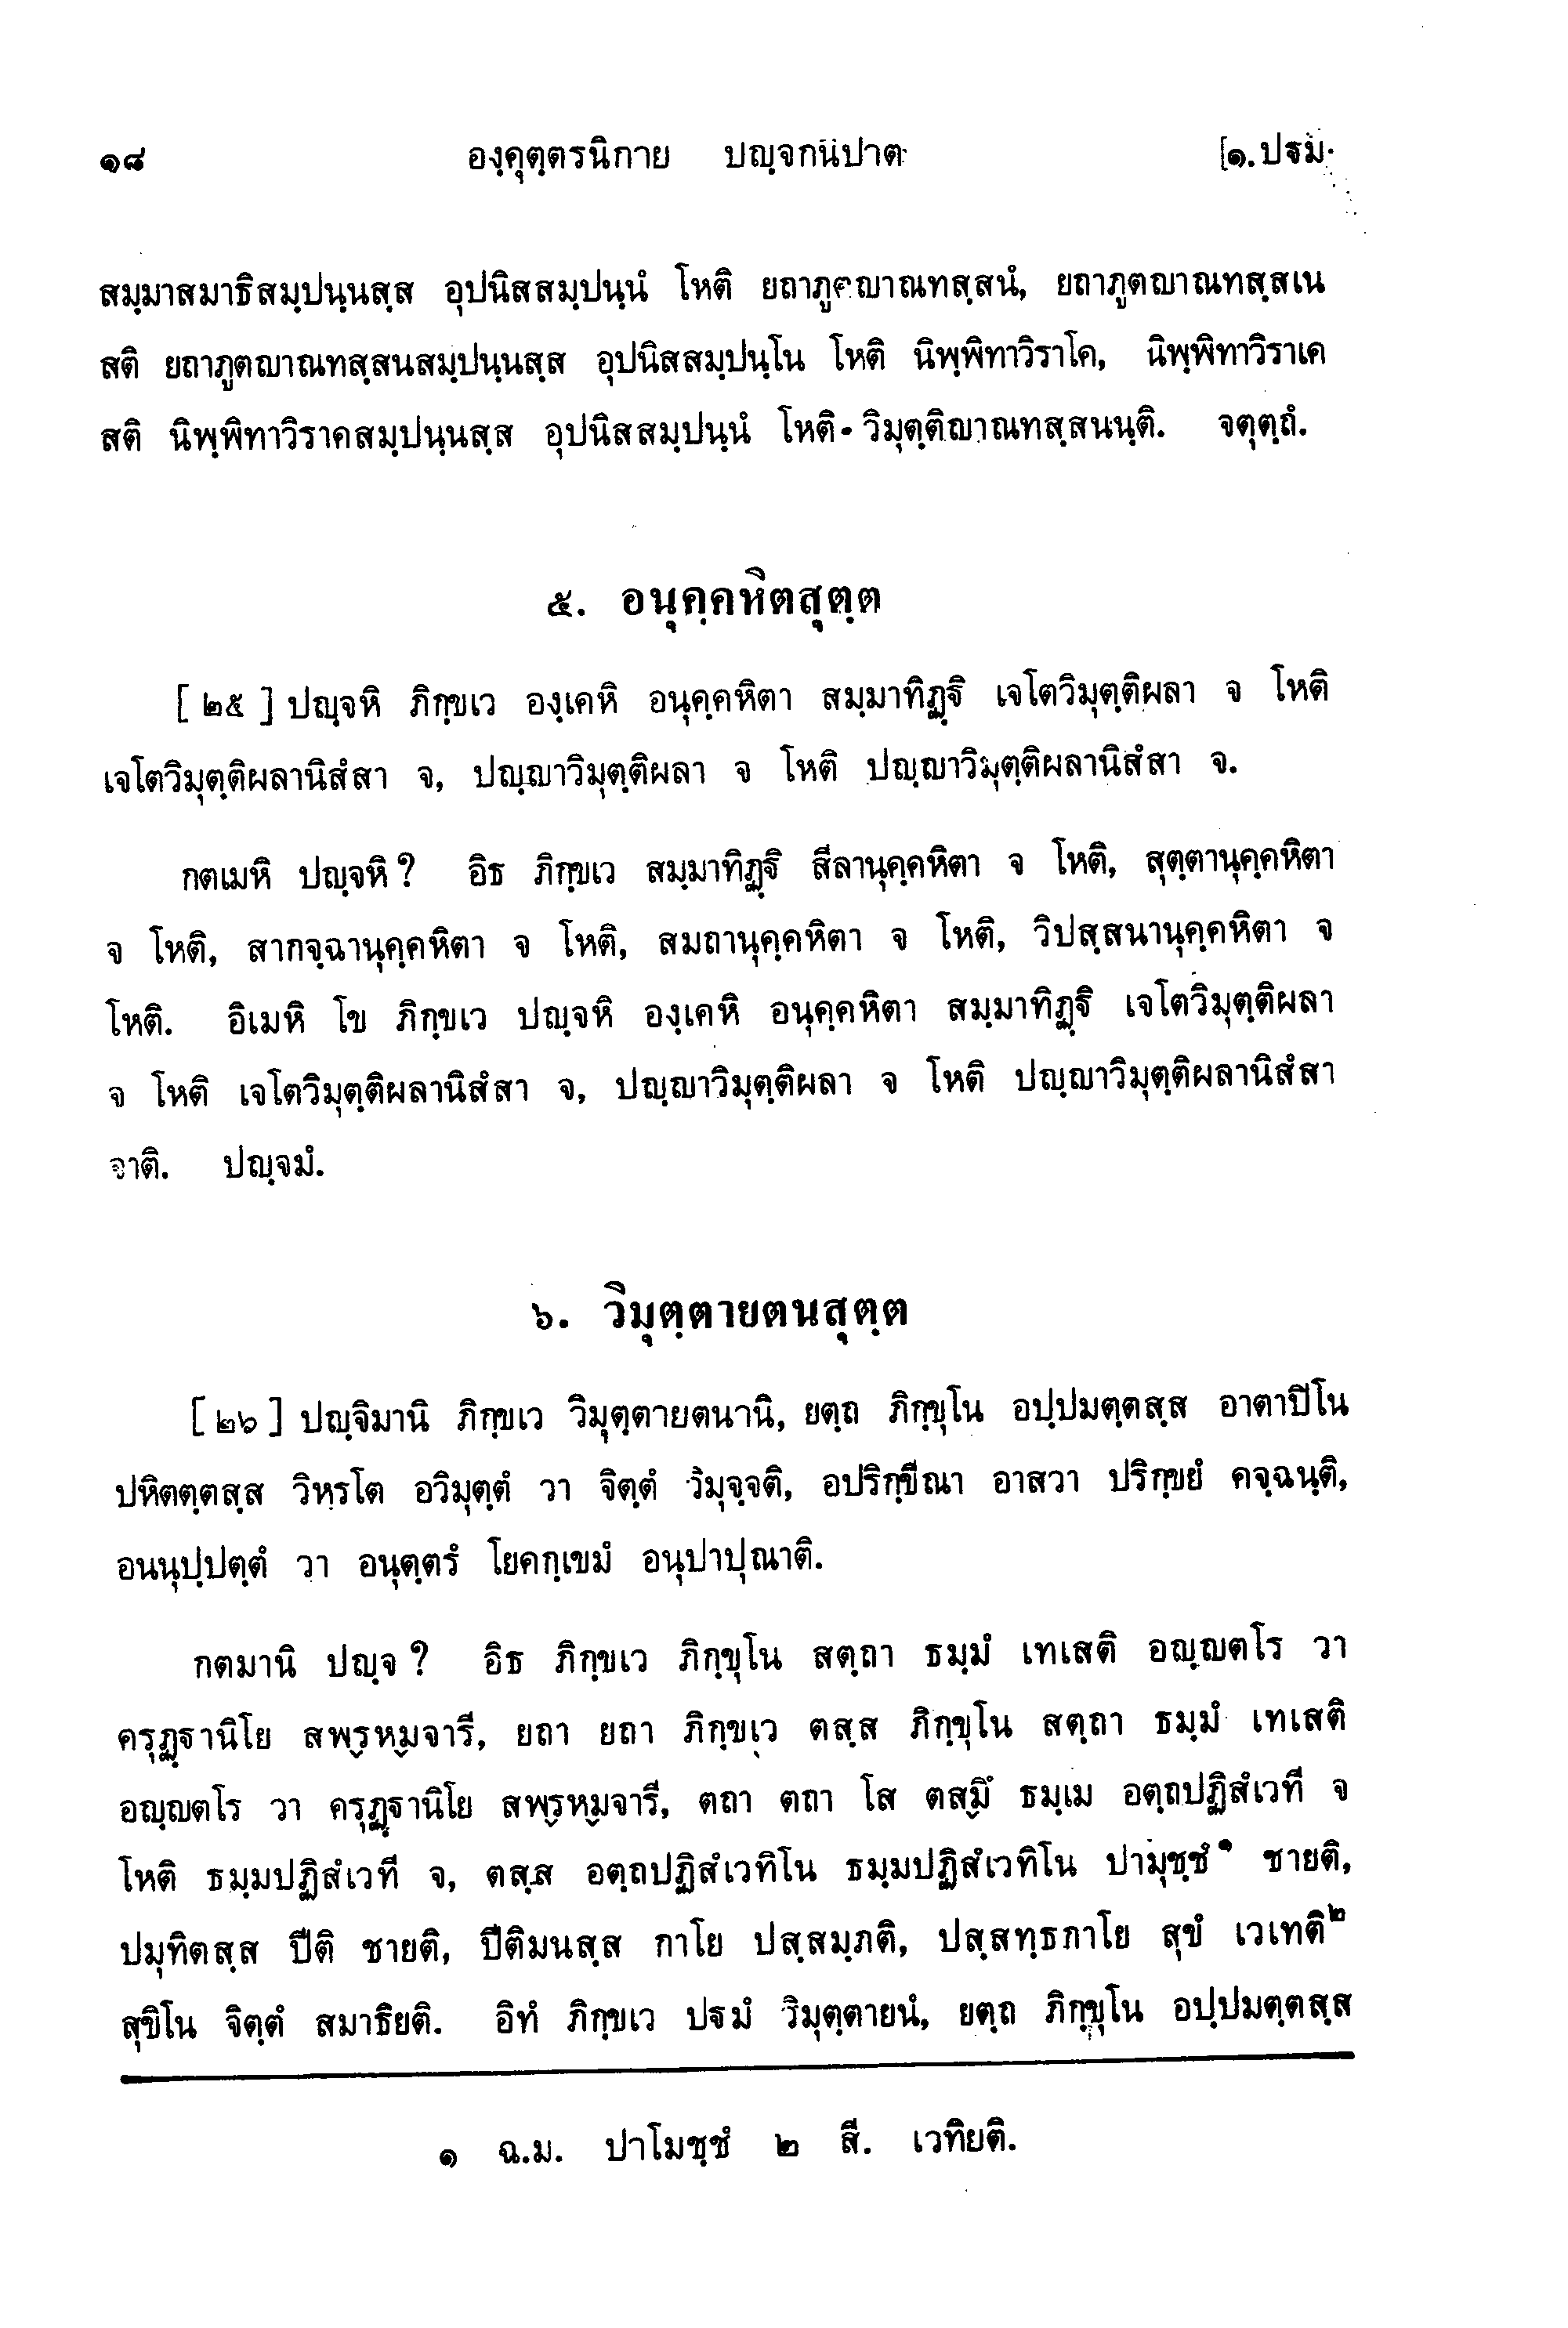 ๑๘ องฺคุตฺตรนิกาย ปญฺจกนิปาต [๑.ปฐม
สมฺมาสมาธิสมฺปนฺนสฺส อุปนิสสมฺปนฺนํ โหติ ยถาภูตญาณทสฺสนํ, ยถาภูตญาณทสฺสเน
สติ ยถาภูตญาณทสฺสนสมฺปนฺนสฺส อุปนิสสมฺปนฺโน โหติ นิพฺพิทาวิราโค, นิพฺพิทาวิราเค
สติ นิพฺพิทาวิราคสมฺปนฺนสฺส อุปนิสสมฺปนฺนํ โหติ วิมุตฺติญาณทสฺสนนฺติ. จตุตฺถํ.
๕. อนุคฺคหิตสุตฺต
[ ๒๕ ] ปญฺจหิ ภิกฺขเว องฺเคหิ อนุคฺคหิตา สมฺมาทิฏฺฐิ เจโตวิมุตฺติผลา จ โหติ
เจโตวิมุตฺติผลานิสํสา จ, ปญฺญาวิมุตฺติผลา จ โหติ ปญฺญาวิมุตฺติผลานิสํสา จ.
กตเมหิ ปญฺจหิ ? อิธ ภิกฺขเว สมฺมาทิฏฺฐิ สีลานุคฺคหิตา จ โหติ, สุตฺตานุคฺคหิตา
จ โหติ, สากจฺฉานุคฺคหิตา จ โหติ, สมถานุคฺคหิตา จ โหติ, วิปสฺสนานุคฺคหิตา จ
โหติ. อิเมหิ โข ภิกฺขเว ปญฺจหิ องฺเคหิ อนุคฺคหิตา สมฺมาทิฏฺฐิ เจโตวิมุตฺติผลา
จ โหติ เจโตวิมุตฺติผลานิสํสา จ, ปญฺญาวิมุตฺติผลา จ โหติ ปญฺญาวิมุตฺติผลานิสํสา
จาติ. ปญฺจมํ.
๖. วิมุตฺตายตนสุตฺต
[ ๒๖ ] ปญฺจิมานิ ภิกฺขเว วิมุตฺตายตนานิ, ยตฺถ ภิกฺขุโน อปฺปมตฺตสฺส อาตาปิโน
ปหิตตฺตสฺส วิหรโต อวิมุตฺตํ วา จิตฺตํ วิมุจฺจติ, อปริกฺขีณา อาสวา ปริกฺขยํ คจฺฉนฺติ,
อนนุปฺปตฺตํ วา อนุตฺตรํ โยคกฺเขมํ อนุปาปุณาติ.
กตมานิ ปญฺจ ? อิธ ภิกฺขเว ภิกฺขุโน สตฺถา ธมฺมํ เทเสติ อญฺญตโร วา
ครุฏฺฐานิโย สพฺรหฺมจารี, ยถา ยถา ภิกฺขเว ตสฺส ภิกฺขุโน สตฺถา ธมฺมํ เทเสติ
อญฺญตโร วา ครุฏฺฐานิโย สพฺรหฺมจารี, ตถา ตถา โส ตสฺมึ ธมฺเม อตฺถปฏิสํเวที จ
โหติ ธมฺมปฏิสํเวที จ, ตสฺส อตฺถปฏิสํเวทิโน ธมฺมปฏิสํเวทิโน ปามุชฺชํ๑ ชายติ,
ปมุทิตสฺส ปีติ ชายติ, ปีติมนสฺส กาโย ปสฺสมฺภติ, ปสฺสทฺธกาโย สุขํ เวเทติ๒
สุขิโน จิตฺตํ สมาธิยติ. อิทํ ภิกฺขเว ปฐมํ วิมุตฺตายนํ, ยตฺถ ภิกฺขุโน อปฺปมตฺตสฺส
๑ ฉ.ม. ปาโมชฺชํ ๒ สี. เวทิยติ.